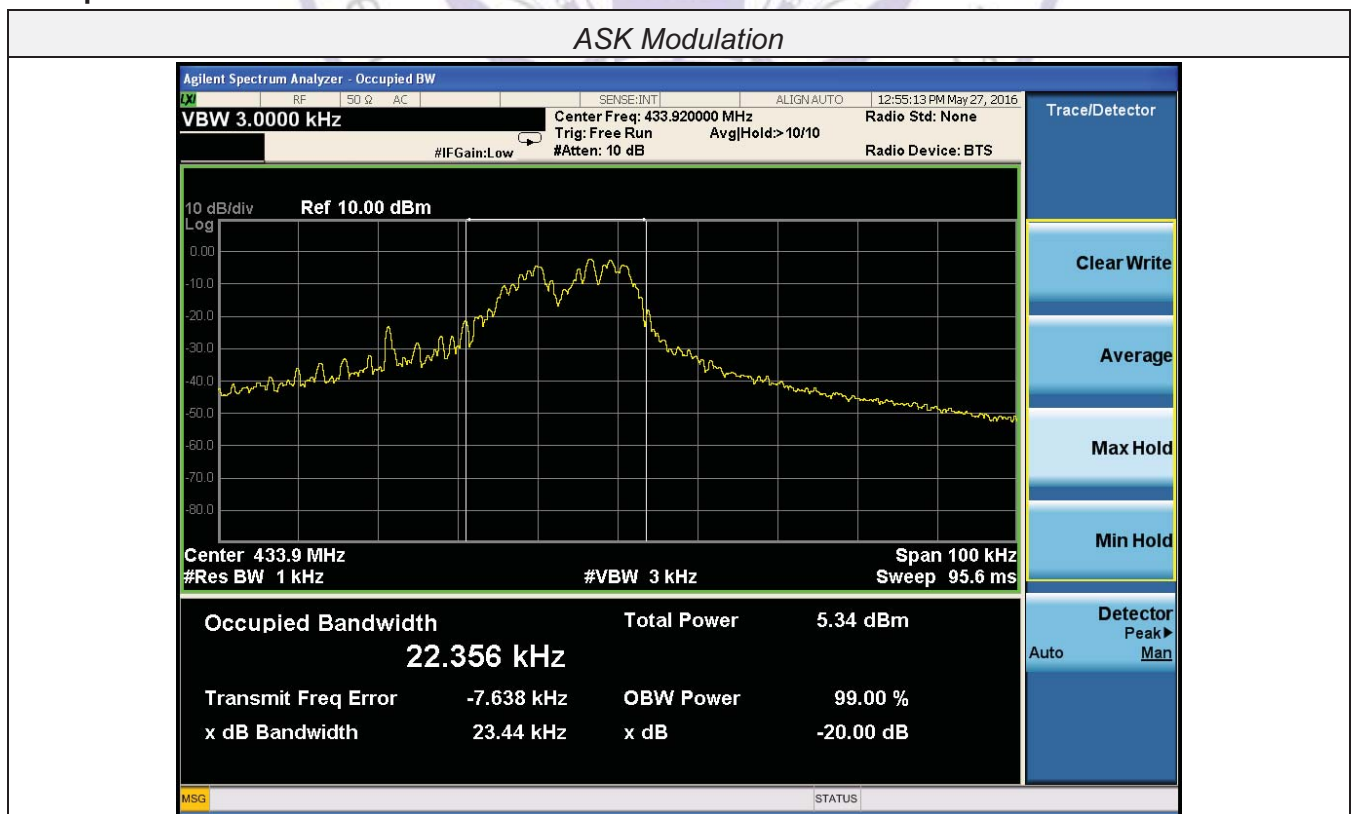 ASK Modulation
Agilent Spectrum Analyzer - Occupied BW
LXI RF 50 Ω AC SENSE:INT ALIGN AUTO 12:55:13 PM May 27, 2016
VBW 3.0000 kHz
Center Freq: 433.920000 MHz Radio Std: None
Trig: Free Run Avg|Hold:> 10/10
#IFGain:Low #Atten: 10 dB Radio Device: BTS
Trace/Detector
10 dB/div Ref 10.00 dBm
Log
0.00
-10.0
-20.0
-30.0
-40.0
-50.0
-60.0
-70.0
-80.0
Center 433.9 MHz Span 100 kHz
#Res BW 1 kHz #VBW 3 kHz Sweep 95.6 ms
Clear Write
Average
Max Hold
Min Hold
Detector
Peak▶
Auto Man
Occupied Bandwidth Total Power 5.34 dBm
22.356 kHz
Transmit Freq Error -7.638 kHz OBW Power 99.00 %
x dB Bandwidth 23.44 kHz x dB -20.00 dB
MSG STATUS